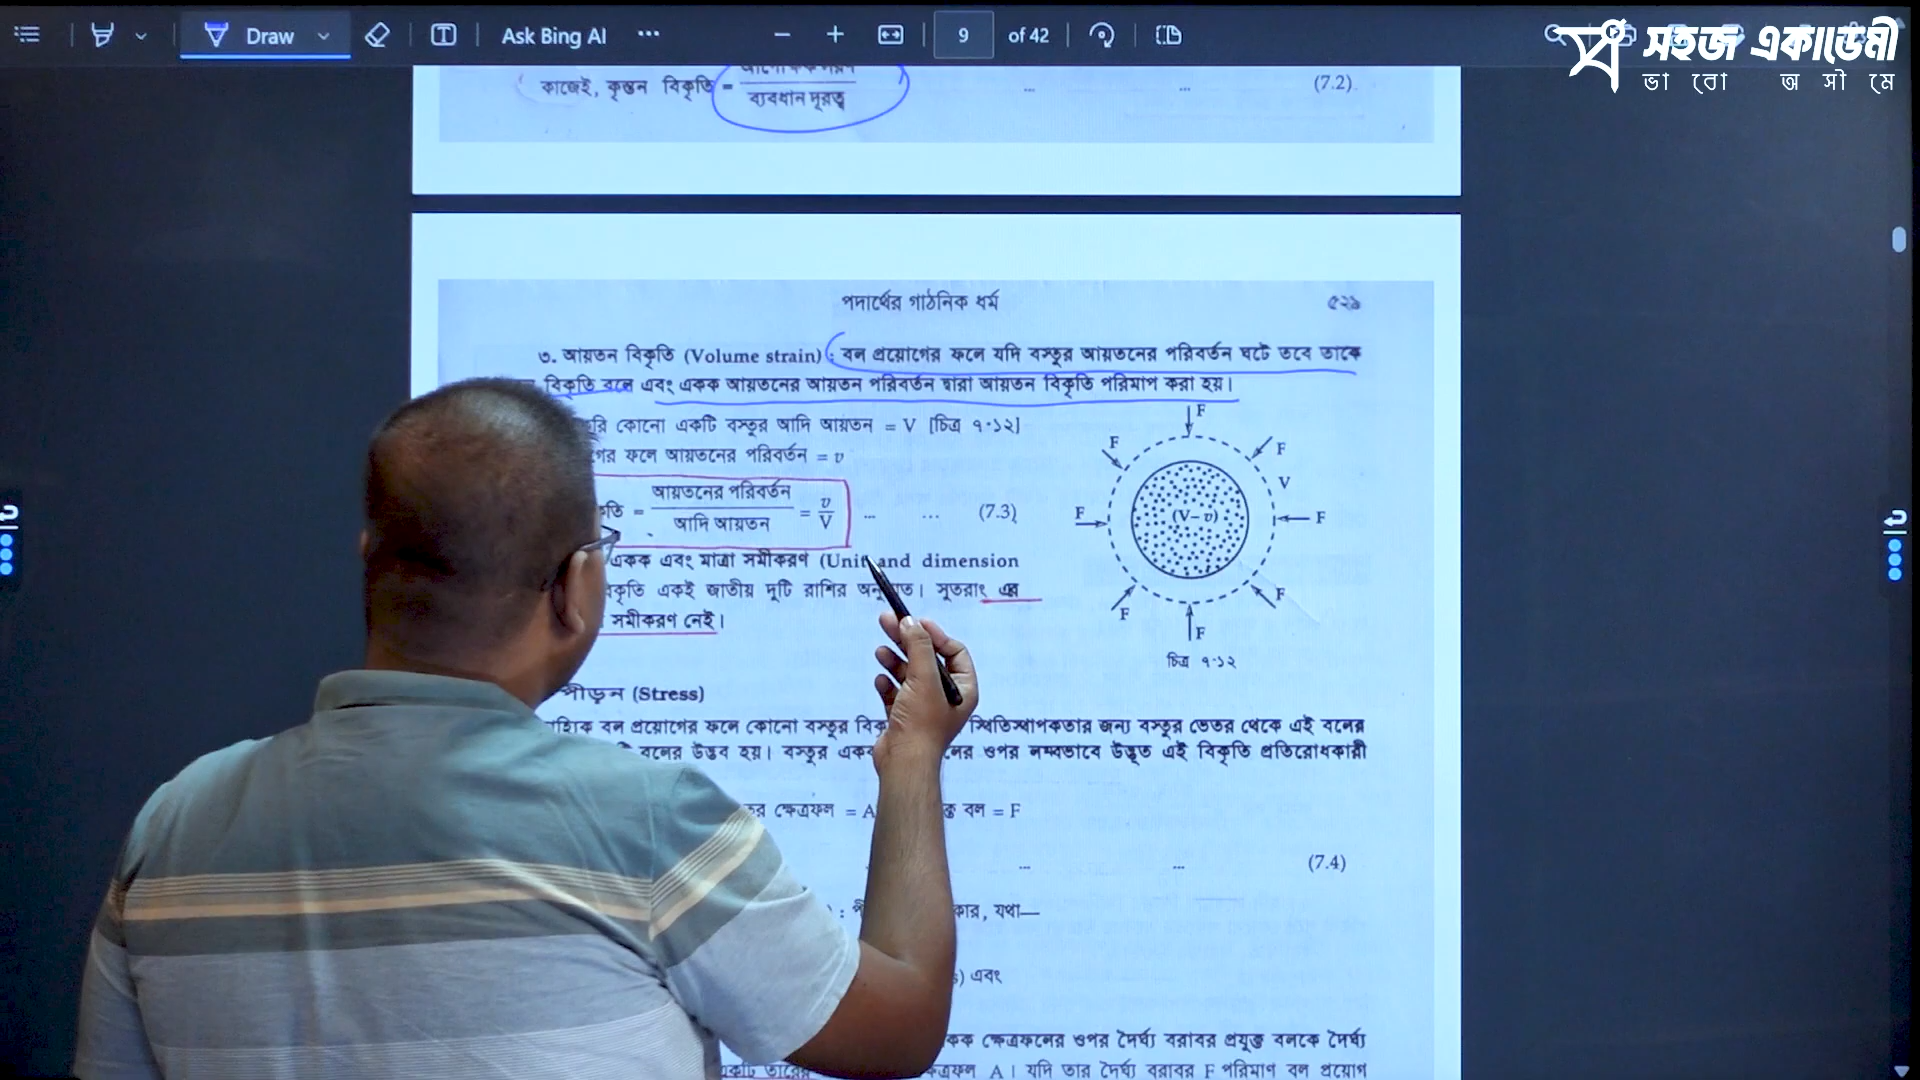 Draw
Ask Bing AI
9 of 42
সহজ একাডেমী
ভাবো অসীমে
কাজেই, কৃন্তন বিকৃতি =
ব্যবধান দূরত্ব
... ... (7.2)
পদার্থের গাঠনিক ধর্ম ৫২৯
৩. আয়তন বিকৃতি (Volume strain) : বল প্রয়োগের ফলে যদি বস্তুর আয়তনের পরিবর্তন ঘটে তবে তাকে
বিকৃতি বলে এবং একক আয়তনের আয়তন পরিবর্তন দ্বারা আয়তন বিকৃতি পরিমাপ করা হয়।
কোনো একটি বস্তুর আদি আয়তন = V [চিত্র ৭·১২]
ফলে আয়তনের পরিবর্তন = v
= আয়তনের পরিবর্তন / আদি আয়তন = v/V ... ... (7.3)
একক এবং মাত্রা সমীকরণ (Unit and dimension
একই জাতীয় দুটি রাশির অনুপাত। সুতরাং এর
সমীকরণ নেই।
F
F
F
V
F
F
(V– v)
F
F
F
চিত্র ৭·১২
পীড়ন (Stress)
বল প্রয়োগের ফলে কোনো বস্তুর স্থিতিস্থাপকতার জন্য বস্তুর ভেতর থেকে এই বলের
বলের উদ্ভব হয়। বস্তুর ওপর লম্বভাবে উদ্ভূত এই বিকৃতি প্রতিরোধকারী
ক্ষেত্রফল = A বল = F
... ... (7.4)
যথা—
এবং
ক্ষেত্রফলের ওপর দৈর্ঘ্য বরাবর প্রযুক্ত বলকে দৈর্ঘ্য
একটি তারের A। যদি তার দৈর্ঘ্য বরাবর F পরিমাণ বল প্রয়োগ